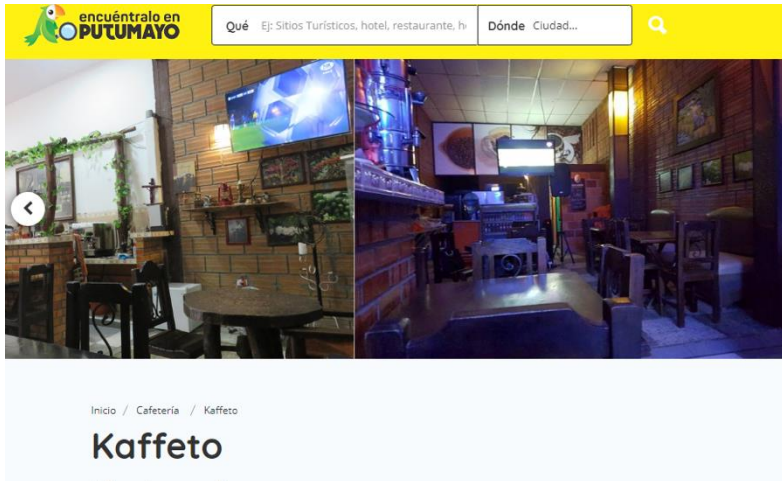 encuéntralo en
PUTUMAYO
Qué Ej: Sitios Turísticos, hotel, restaurante, h
Dónde Ciudad...
Inicio / Cafetería / Kaffeto
Kaffeto